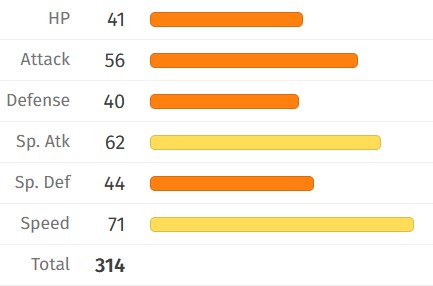 HP 41
Attack 56
Defense 40
Sp. Atk 62
Sp. Def 44
Speed 71
Total 314